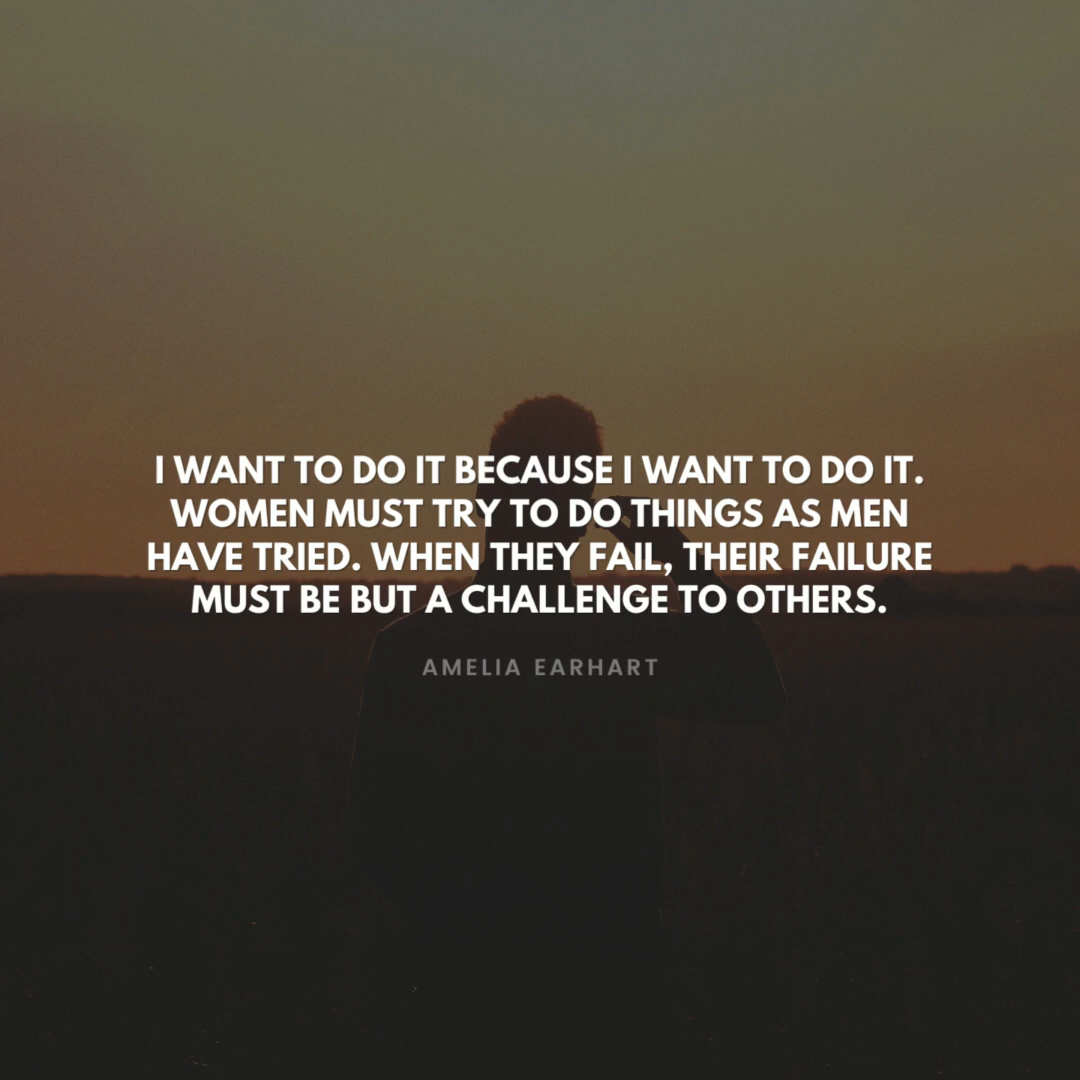 I WANT TO DO IT BECAUSE I WANT TO DO IT.
WOMEN MUST TRY TO DO THINGS AS MEN
HAVE TRIED. WHEN THEY FAIL, THEIR FAILURE
MUST BE BUT A CHALLENGE TO OTHERS.
AMELIA EARHART